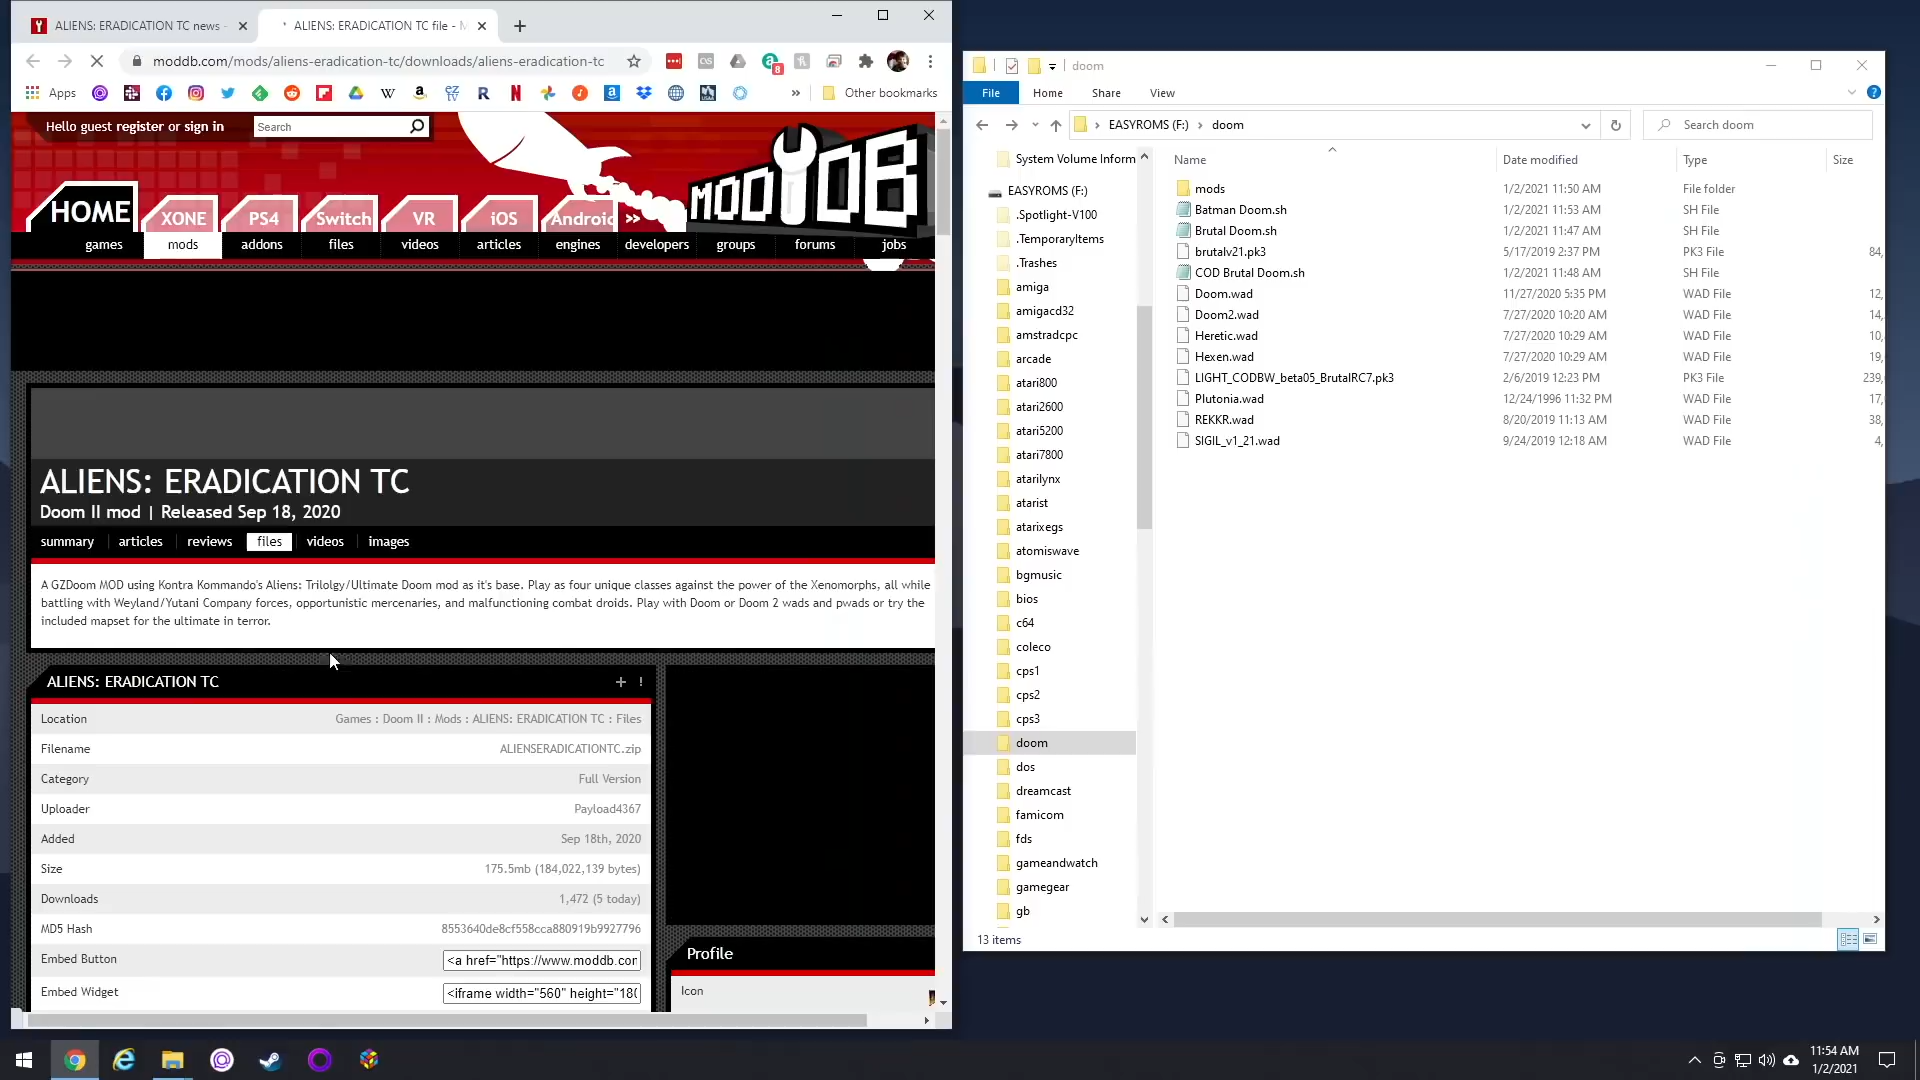 ALIENS: ERADICATION TC news -
ALIENS: ERADICATION TC file - M
moddb.com/mods/aliens-eradication-tc/downloads/aliens-eradication-tc
8
Apps
Other bookmarks
Hello guest register or sign in
Search
MODDB
HOME
XONE
PS4
Switch
VR
iOS
Android
games
mods
addons
files
videos
articles
engines
developers
groups
forums
jobs
ALIENS: ERADICATION TC
Doom II mod | Released Sep 18, 2020
summary
articles
reviews
files
videos
images
A GZDoom MOD using Kontra Kommando's Aliens: Trilolgy/Ultimate Doom mod as it's base. Play as four unique classes against the power of the Xenomorphs, all while
battling with Weyland/Yutani Company forces, opportunistic mercenaries, and malfunctioning combat droids. Play with Doom or Doom 2 wads and pwads or try the
included mapset for the ultimate in terror.
ALIENS: ERADICATION TC
Location
Games : Doom II : Mods : ALIENS: ERADICATION TC : Files
Filename
ALIENSERADICATIONTC.zip
Category
Full Version
Uploader
Payload4367
Added
Sep 18th, 2020
Size
175.5mb (184,022,139 bytes)
Downloads
1,472 (5 today)
MD5 Hash
8553640de8cf558cca880919b9927796
Embed Button
<a href="https://www.moddb.cor
Embed Widget
<iframe width="560" height="180
Profile
Icon
doom
File
Home
Share
View
EASYROMS (F:)
doom
Search doom
System Volume Inform
EASYROMS (F:)
.Spotlight-V100
.TemporaryItems
.Trashes
amiga
amigacd32
amstradcpc
arcade
atari800
atari2600
atari5200
atari7800
atarilynx
atarist
atarixegs
atomiswave
bgmusic
bios
c64
coleco
cps1
cps2
cps3
doom
dos
dreamcast
famicom
fds
gameandwatch
gamegear
gb
Name
Date modified
Type
Size
mods 1/2/2021 11:50 AM File folder
Batman Doom.sh 1/2/2021 11:53 AM SH File
Brutal Doom.sh 1/2/2021 11:47 AM SH File
brutalv21.pk3 5/17/2019 2:37 PM PK3 File 84,
COD Brutal Doom.sh 1/2/2021 11:48 AM SH File
Doom.wad 11/27/2020 5:35 PM WAD File 12,
Doom2.wad 7/27/2020 10:20 AM WAD File 14,
Heretic.wad 7/27/2020 10:29 AM WAD File 10,
Hexen.wad 7/27/2020 10:29 AM WAD File 19,
LIGHT_CODBW_beta05_BrutalRC7.pk3 2/6/2019 12:23 PM PK3 File 239,
Plutonia.wad 12/24/1996 11:32 PM WAD File 17,
REKKR.wad 8/20/2019 11:13 AM WAD File 38,
SIGIL_v1_21.wad 9/24/2019 12:18 AM WAD File 4,
13 items
11:54 AM
1/2/2021